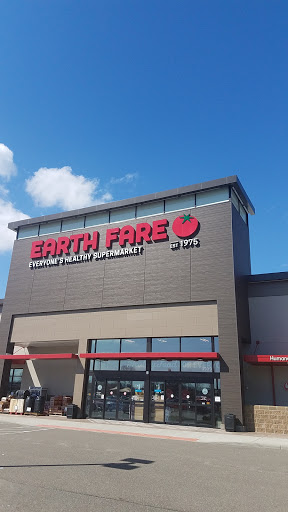 EARTH FARE
EVERYONE'S HEALTHY SUPERMARKET
EST 1975